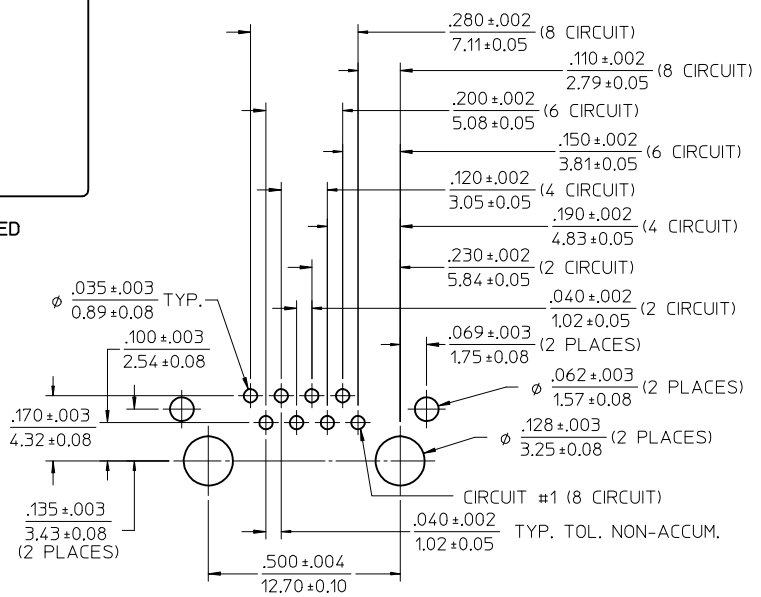 .280 ±.002
7.11 ±0.05 (8 CIRCUIT)
.110 ±.002
2.79 ±0.05 (8 CIRCUIT)
.200 ±.002
5.08 ±0.05 (6 CIRCUIT)
.150 ±.002
3.81 ±0.05 (6 CIRCUIT)
.120 ±.002
3.05 ±0.05 (4 CIRCUIT)
.190 ±.002
4.83 ±0.05 (4 CIRCUIT)
ED
.230 ±.002
5.84 ±0.05 (2 CIRCUIT)
.040 ±.002
1.02 ±0.05 (2 CIRCUIT)
ø .035 ±.003
0.89 ±0.08 TYP.
.069 ±.003
1.75 ±0.08 (2 PLACES)
.100 ±.003
2.54 ±0.08
ø .062 ±.003
1.57 ±0.08 (2 PLACES)
.170 ±.003
4.32 ±0.08
ø .128 ±.003
3.25 ±0.08 (2 PLACES)
CIRCUIT #1 (8 CIRCUIT)
.135 ±.003
3.43 ±0.08
(2 PLACES)
.040 ±.002
1.02 ±0.05 TYP. TOL. NON-ACCUM.
.500 ±.004
12.70 ±0.10